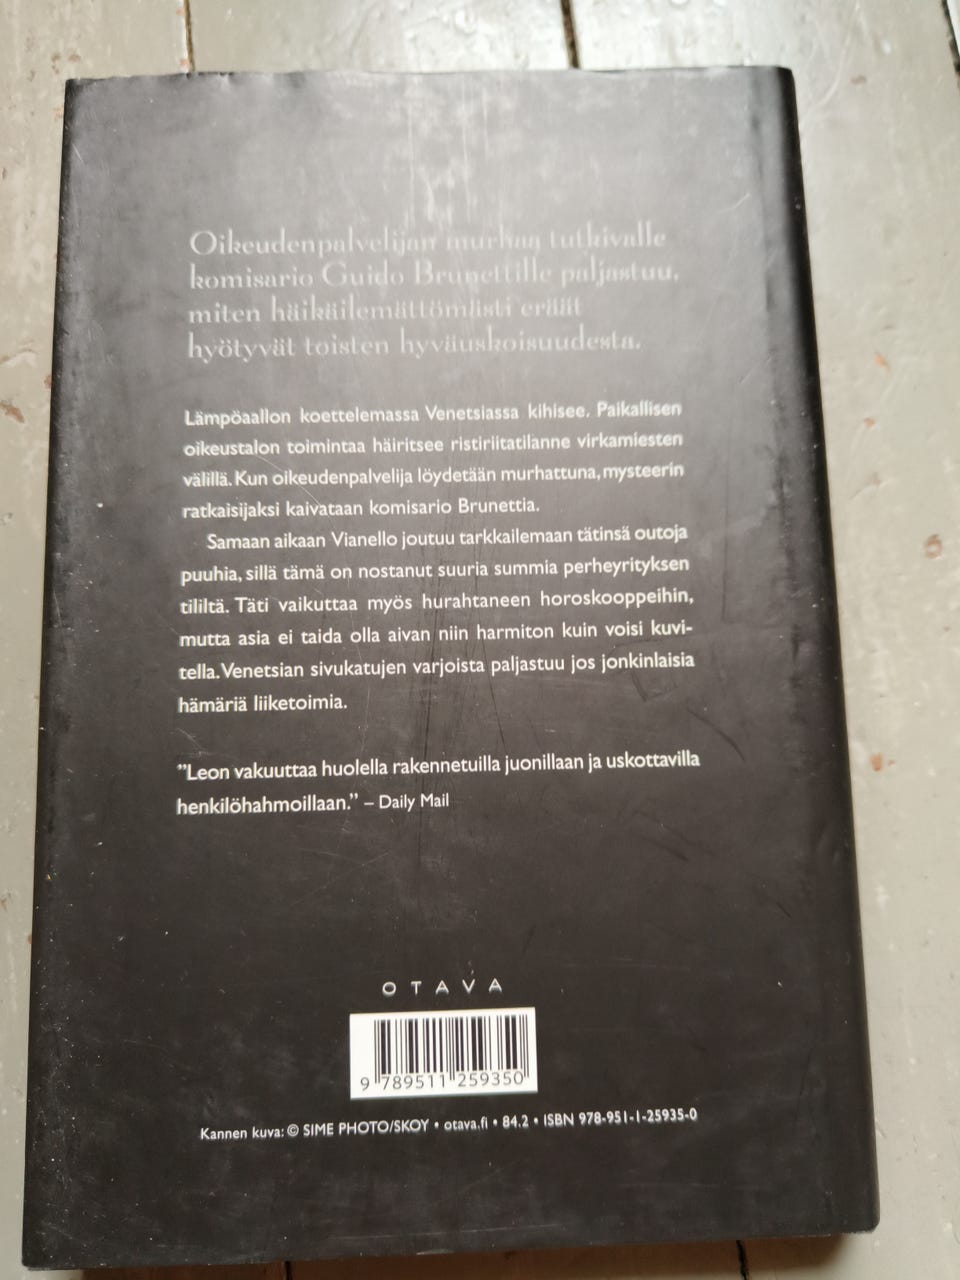 Oikeudenpalvelijan murhaa tutkivalle
komisario Guido Brunettille paljastuu,
miten häikäilemättömästi eräät
hyötyvät toisten hyväuskoisuudesta.
Lämpöaallon koettelemassa Venetsiassa kihisee. Paikallisen
oikeustalon toimintaa häiritsee ristiriitatilanne virkamiesten
välillä. Kun oikeudenpalvelija löydetään murhattuna, mysteerin
ratkaisijaksi kaivataan komisario Brunettia.
Samaan aikaan Vianello joutuu tarkkailemaan tätinsä outoja
puuhia, sillä tämä on nostanut suuria summia perheyrityksen
tililtä. Täti vaikuttaa myös hurahtaneen horoskooppeihin,
mutta asia ei taida olla aivan niin harmiton kuin voisi kuvi-
tella. Venetsian sivukatujen varjoista paljastuu jos jonkinlaisia
hämäriä liiketoimia.
”Leon vakuuttaa huolella rakennetuilla juonillaan ja uskottavilla
henkilöhahmoillaan.” – Daily Mail
OTAVA
9 789511 259350
Kannen kuva: © SIME PHOTO/SKOY • otava.fi • 84.2 • ISBN 978-951-1-25935-0